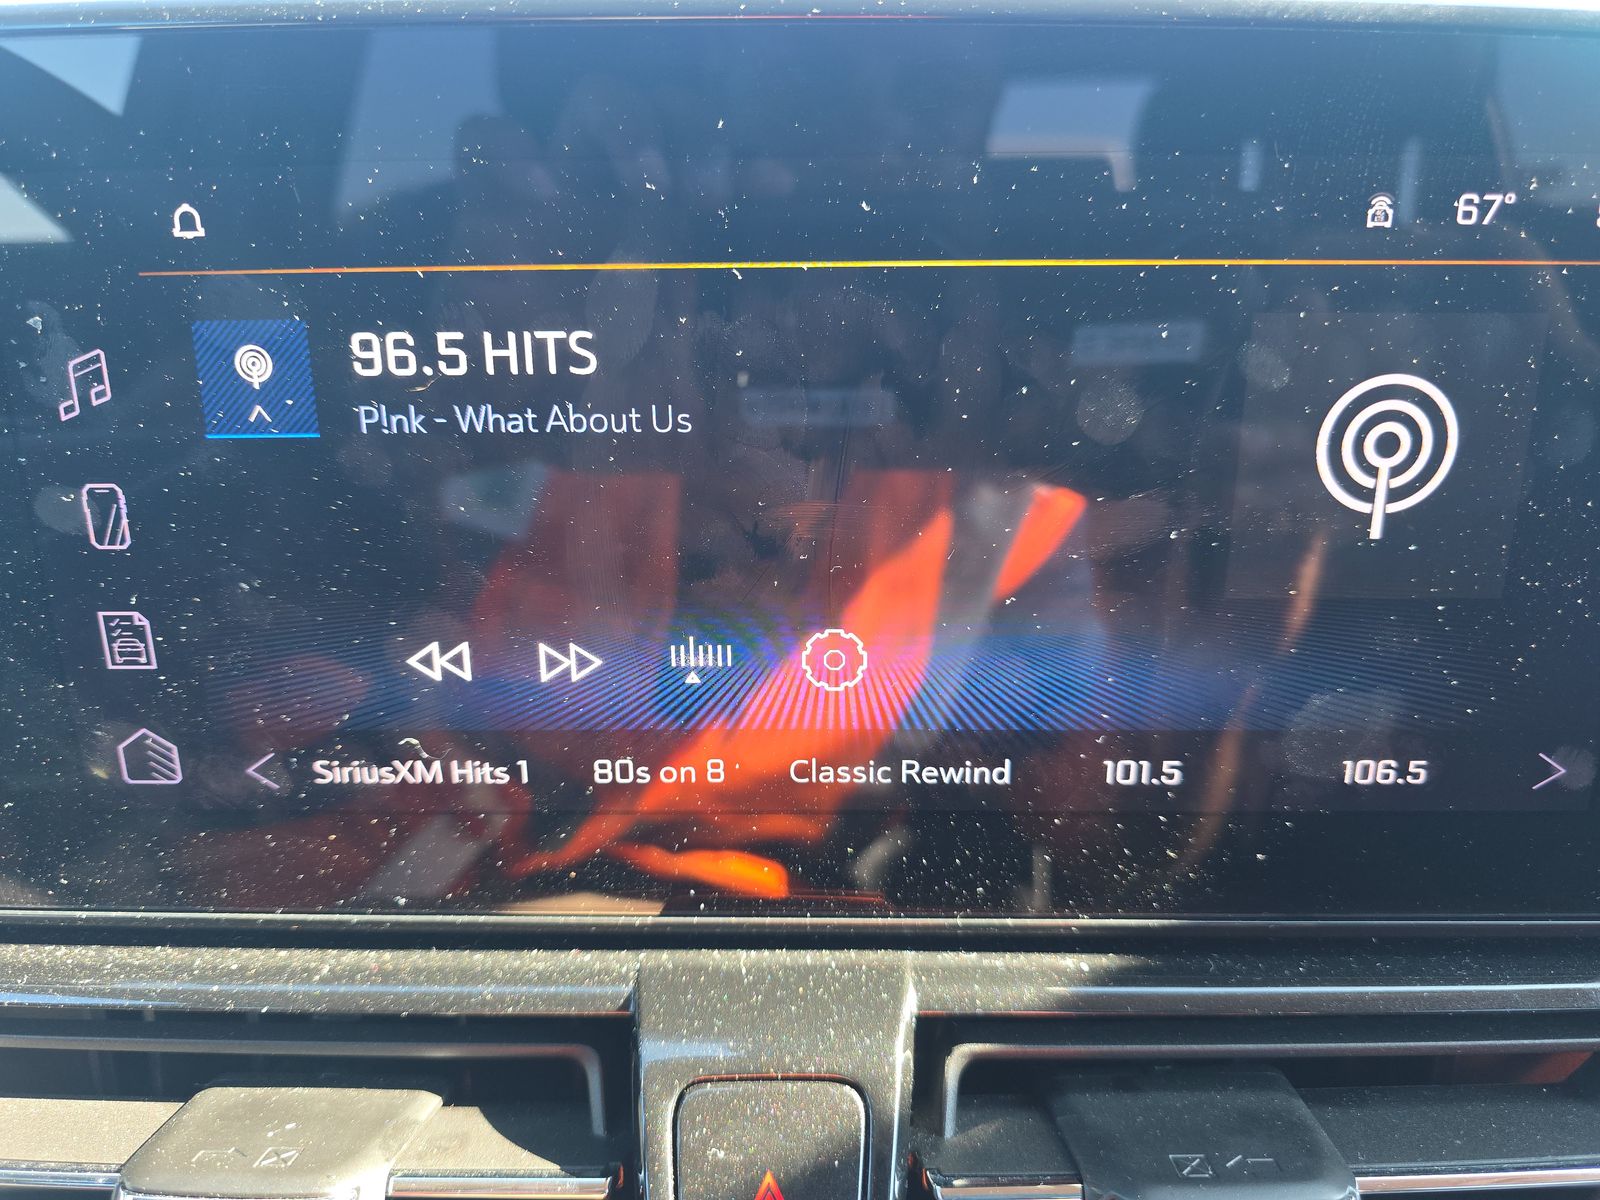 67°
96.5 HITS
P!nk - What About Us
SiriusXM Hits 1 80s on 8 Classic Rewind 101.5 106.5